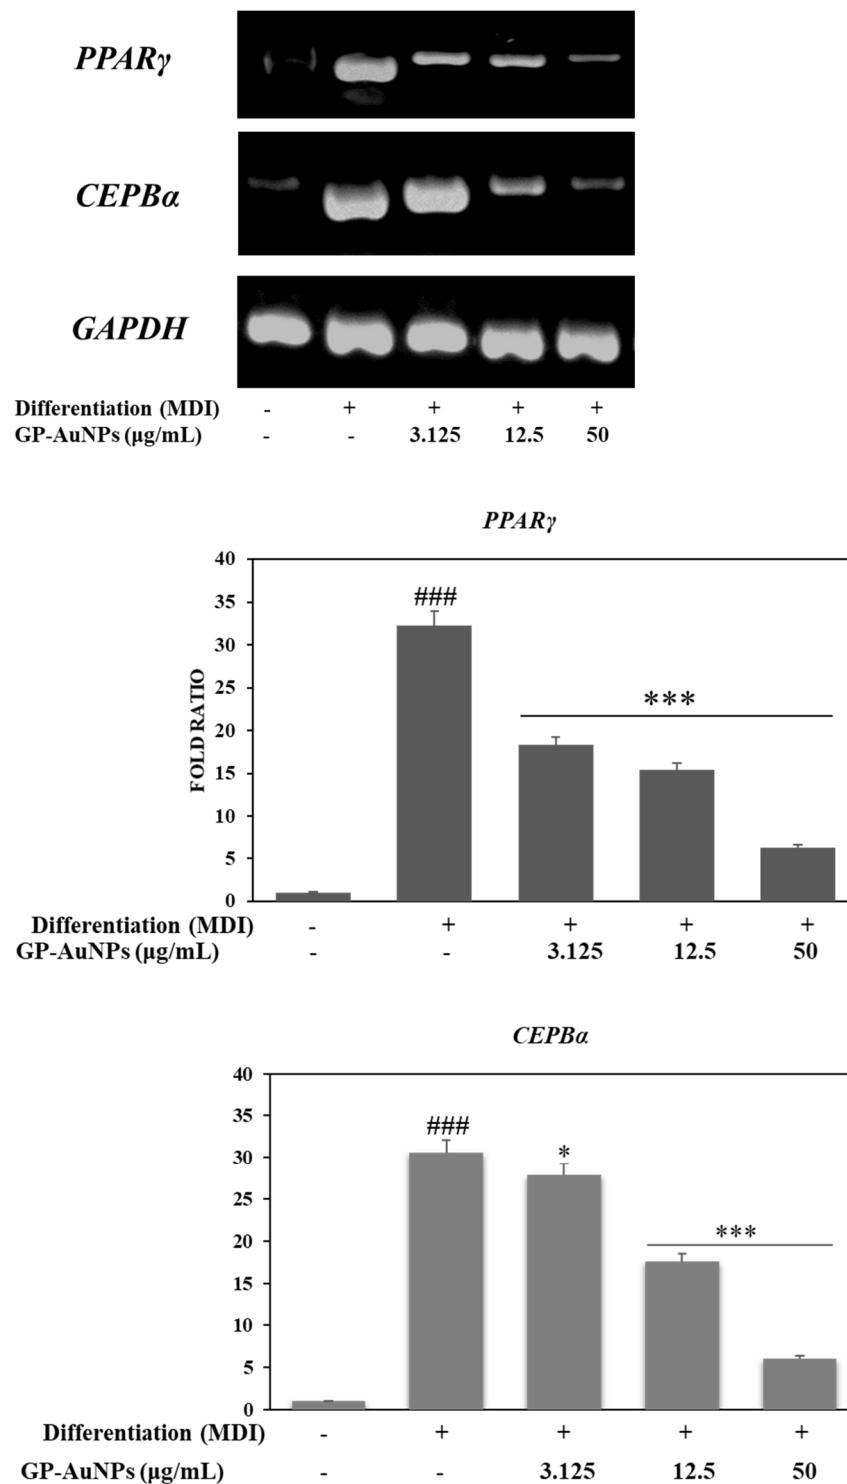 PPARγ
CEPBα
GAPDH
Differentiation (MDI) - + + + +
GP-AuNPs (μg/mL) - - 3.125 12.5 50
PPARγ
40
35
30
25
20
15
10
5
0
FOLD RATIO
###
***
Differentiation (MDI) - + + + +
GP-AuNPs (μg/mL) - - 3.125 12.5 50
CEPBα
40
35
30
25
20
15
10
5
0
###
*
***
Differentiation (MDI) - + + + +
GP-AuNPs (μg/mL) - - 3.125 12.5 50